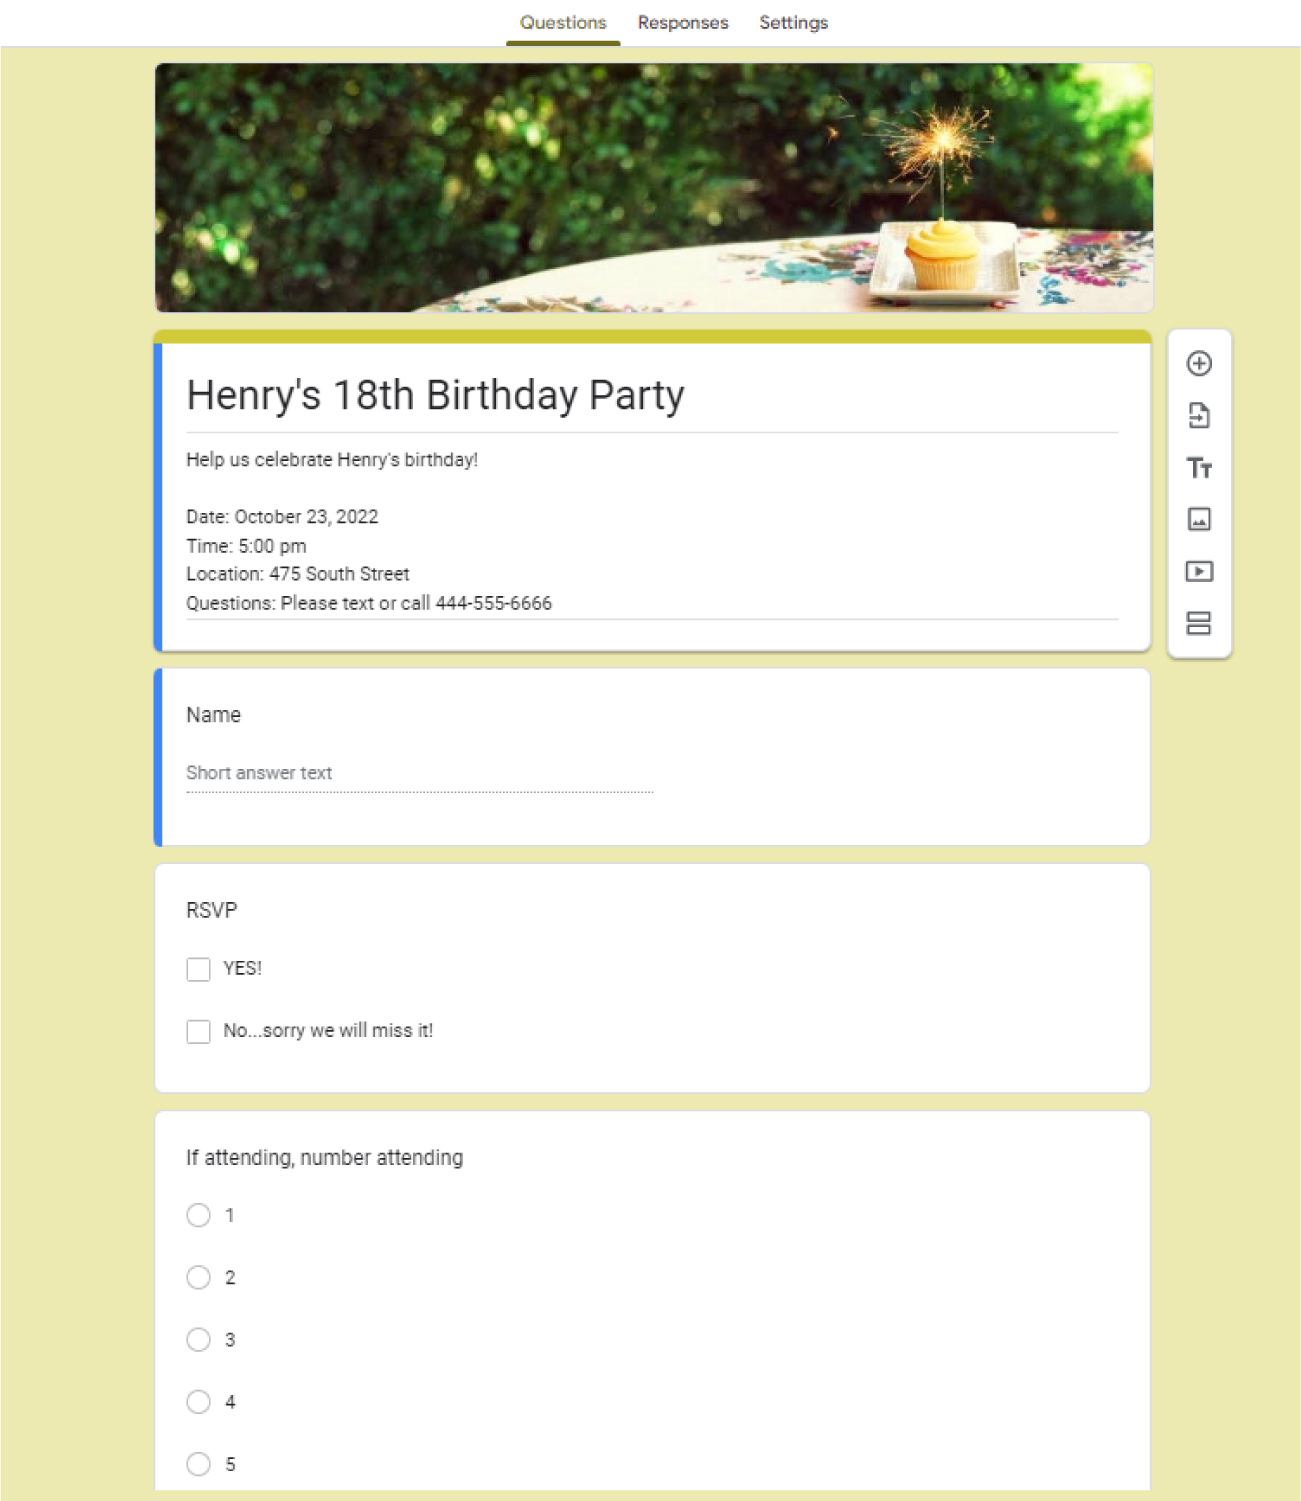 Questions Responses Settings
Henry's 18th Birthday Party
Help us celebrate Henry's birthday!
Date: October 23, 2022
Time: 5:00 pm
Location: 475 South Street
Questions: Please text or call 444-555-6666
Name
Short answer text
RSVP
YES!
No...sorry we will miss it!
If attending, number attending
1
2
3
4
5